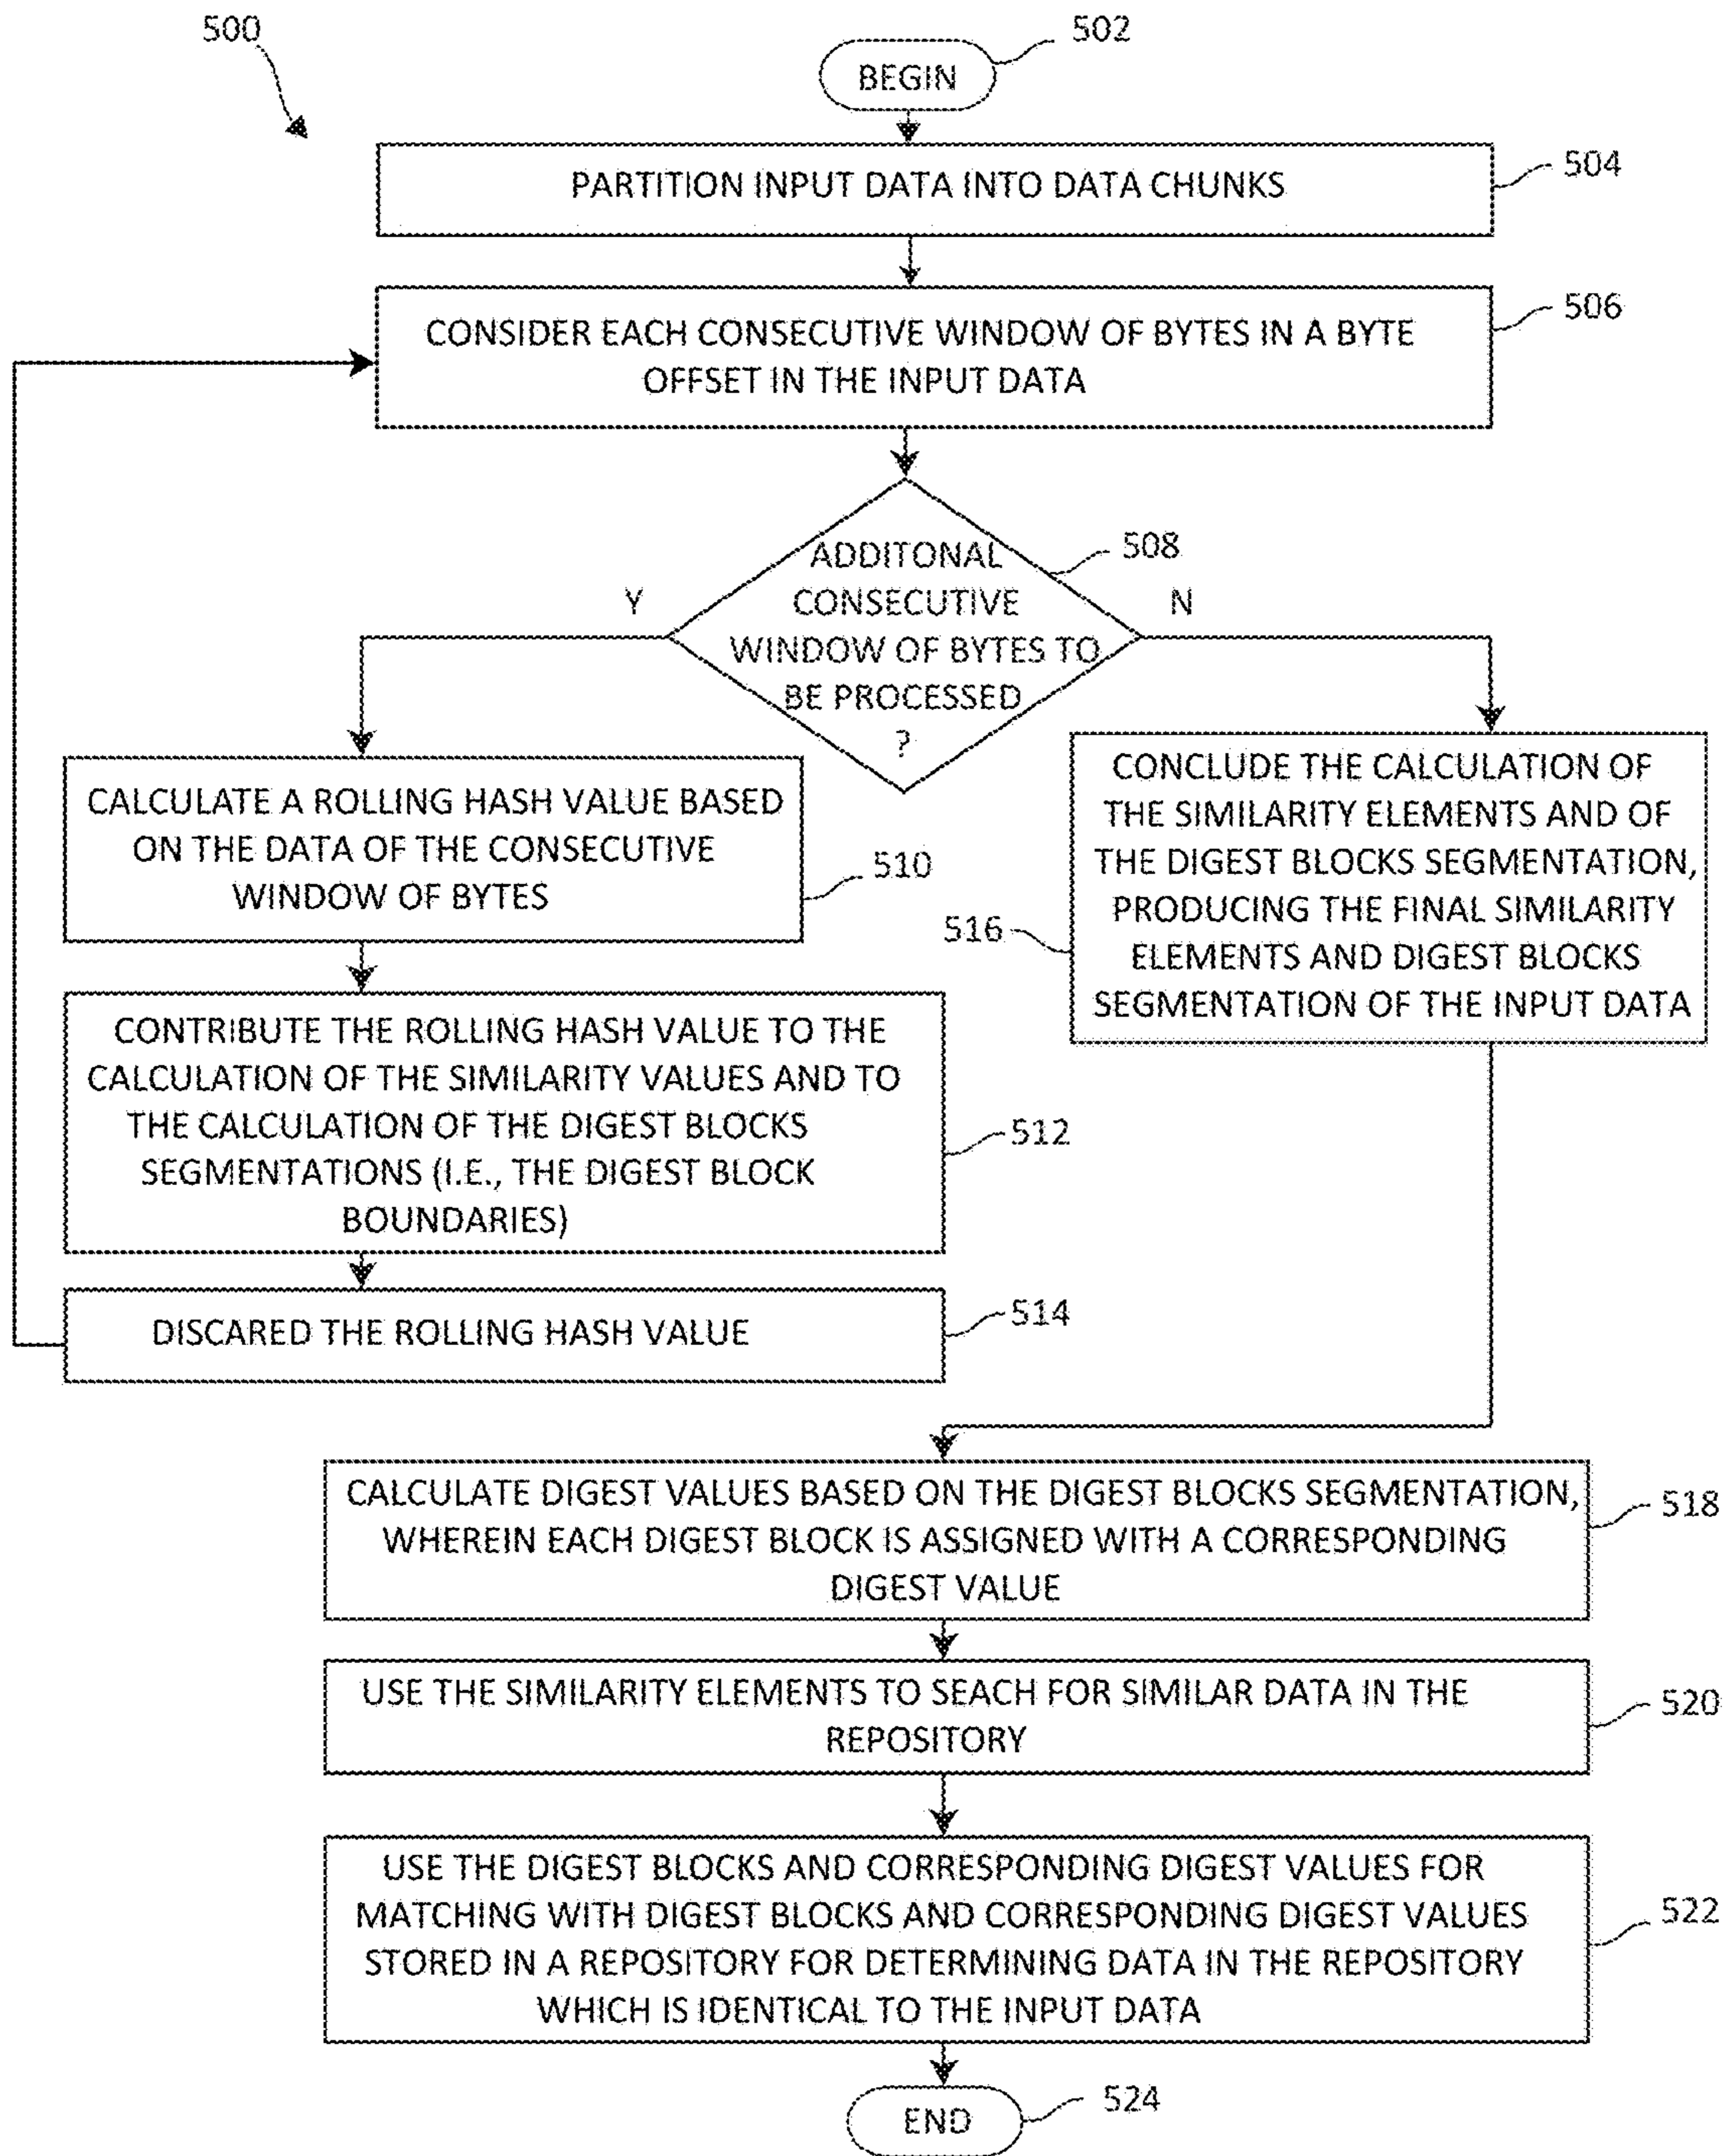 500
502
BEGIN
PARTITION INPUT DATA INTO DATA CHUNKS
504
CONSIDER EACH CONSECUTIVE WINDOW OF BYTES IN A BYTE
OFFSET IN THE INPUT DATA
506
ADDITONAL
CONSECUTIVE
WINDOW OF BYTES TO
BE PROCESSED
?
508
Y
N
CALCULATE A ROLLING HASH VALUE BASED
ON THE DATA OF THE CONSECUTIVE
WINDOW OF BYTES
510
CONTRIBUTE THE ROLLING HASH VALUE TO THE
CALCULATION OF THE SIMILARITY VALUES AND TO
THE CALCULATION OF THE DIGEST BLOCKS
SEGMENTATIONS (I.E., THE DIGEST BLOCK
BOUNDARIES)
512
DISCARED THE ROLLING HASH VALUE
514
CONCLUDE THE CALCULATION OF
THE SIMILARITY ELEMENTS AND OF
THE DIGEST BLOCKS SEGMENTATION,
PRODUCING THE FINAL SIMILARITY
ELEMENTS AND DIGEST BLOCKS
SEGMENTATION OF THE INPUT DATA
516
CALCULATE DIGEST VALUES BASED ON THE DIGEST BLOCKS SEGMENTATION,
WHEREIN EACH DIGEST BLOCK IS ASSIGNED WITH A CORRESPONDING
DIGEST VALUE
518
USE THE SIMILARITY ELEMENTS TO SEACH FOR SIMILAR DATA IN THE
REPOSITORY
520
USE THE DIGEST BLOCKS AND CORRESPONDING DIGEST VALUES FOR
MATCHING WITH DIGEST BLOCKS AND CORRESPONDING DIGEST VALUES
STORED IN A REPOSITORY FOR DETERMINING DATA IN THE REPOSITORY
WHICH IS IDENTICAL TO THE INPUT DATA
522
END
524